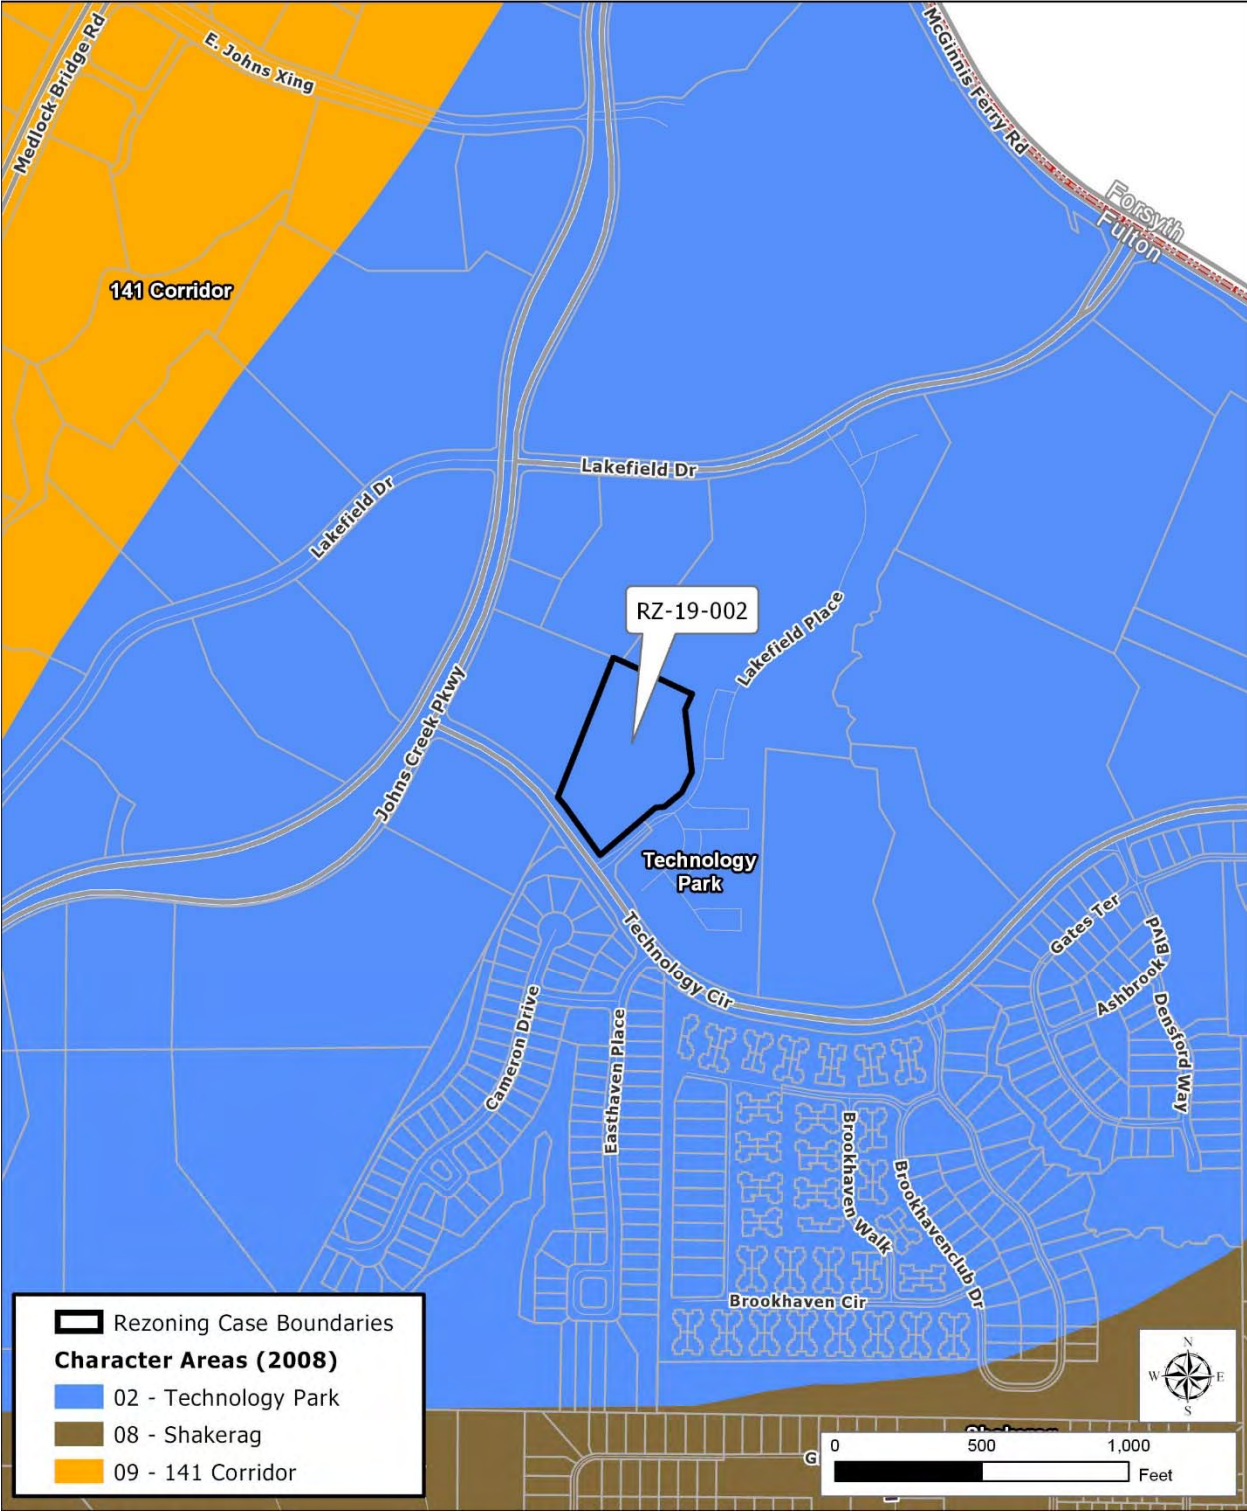 McGinnis Ferry Rd
Medlock Bridge Rd
E. Johns Xing
Forsyth
Fulton
141 Corridor
Lakefield Dr
Lakefield Dr
RZ-19-002
Lakefield Place
Johns Creek Pkwy
Technology
Park
Technology Cir
Gates Ter
Ashbrook
Blvd
Densford Way
Cameron Drive
Easthaven Place
Brookhaven
Walk
Brookhavenclub Dr
Brookhaven Cir
Rezoning Case Boundaries
Character Areas (2008)
02 - Technology Park
08 - Shakerag
09 - 141 Corridor
N
W
E
S
0
500
1,000
Feet